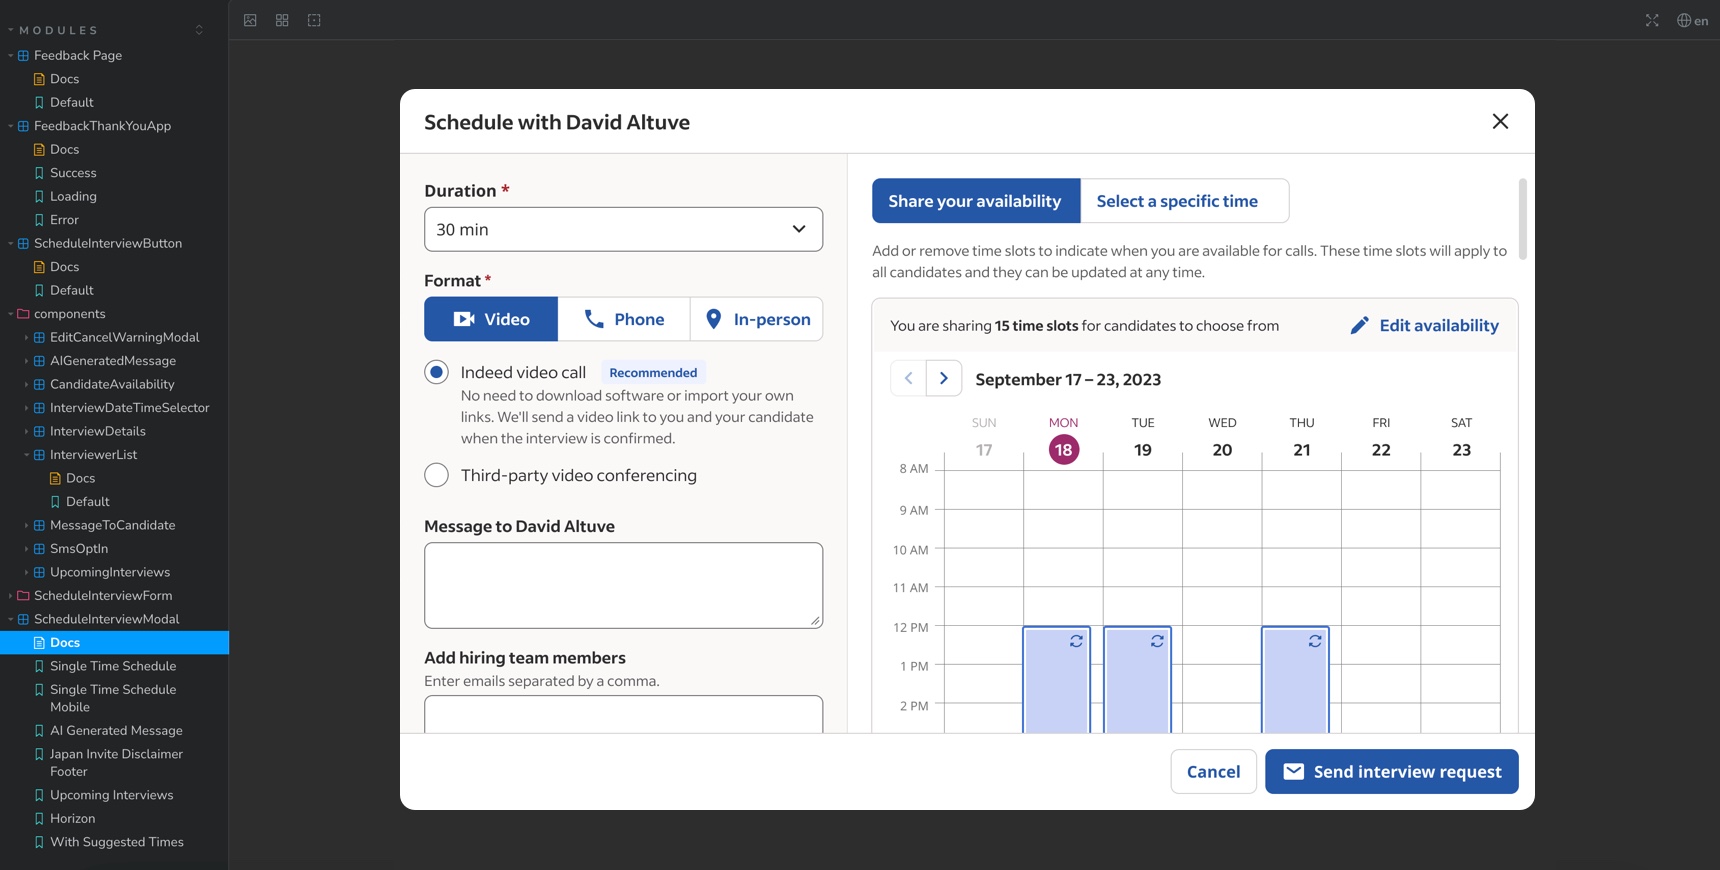 MODULES
Feedback Page
Docs
Default
FeedbackThankYouApp
Docs
Success
Loading
Error
ScheduleInterviewButton
Docs
Default
components
EditCancelWarningModal
AIGeneratedMessage
CandidateAvailability
InterviewDateTimeSelector
InterviewDetails
InterviewerList
Docs
Default
MessageToCandidate
SmsOptIn
UpcomingInterviews
ScheduleInterviewForm
ScheduleInterviewModal
Docs
Single Time Schedule
Single Time Schedule
Mobile
AI Generated Message
Japan Invite Disclaimer
Footer
Upcoming Interviews
Horizon
With Suggested Times
en
Schedule with David Altuve
Duration *
30 min
Format *
Video
Phone
In-person
Indeed video call Recommended
No need to download software or import your own
links. We'll send a video link to you and your candidate
when the interview is confirmed.
Third-party video conferencing
Message to David Altuve
Add hiring team members
Enter emails separated by a comma.
Share your availability
Select a specific time
Add or remove time slots to indicate when you are available for calls. These time slots will apply to
all candidates and they can be updated at any time.
You are sharing 15 time slots for candidates to choose from
Edit availability
September 17 – 23, 2023
SUN MON TUE WED THU FRI SAT
17 18 19 20 21 22 23
8 AM
9 AM
10 AM
11 AM
12 PM
1 PM
2 PM
Cancel
Send interview request